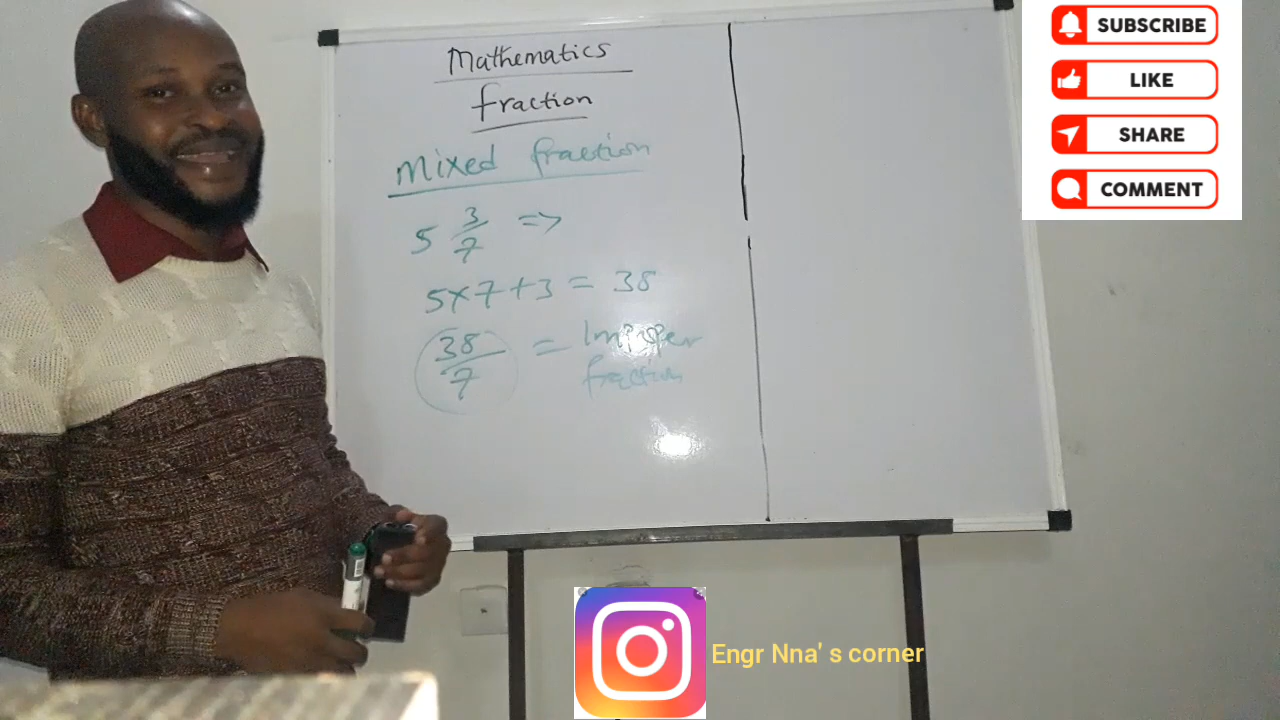 Mathematics
fraction
Mixed fraction
5 3/7 =>
5×7+3 = 38
38/7 = Improper
fraction
SUBSCRIBE
LIKE
SHARE
COMMENT
Engr Nna' s corner